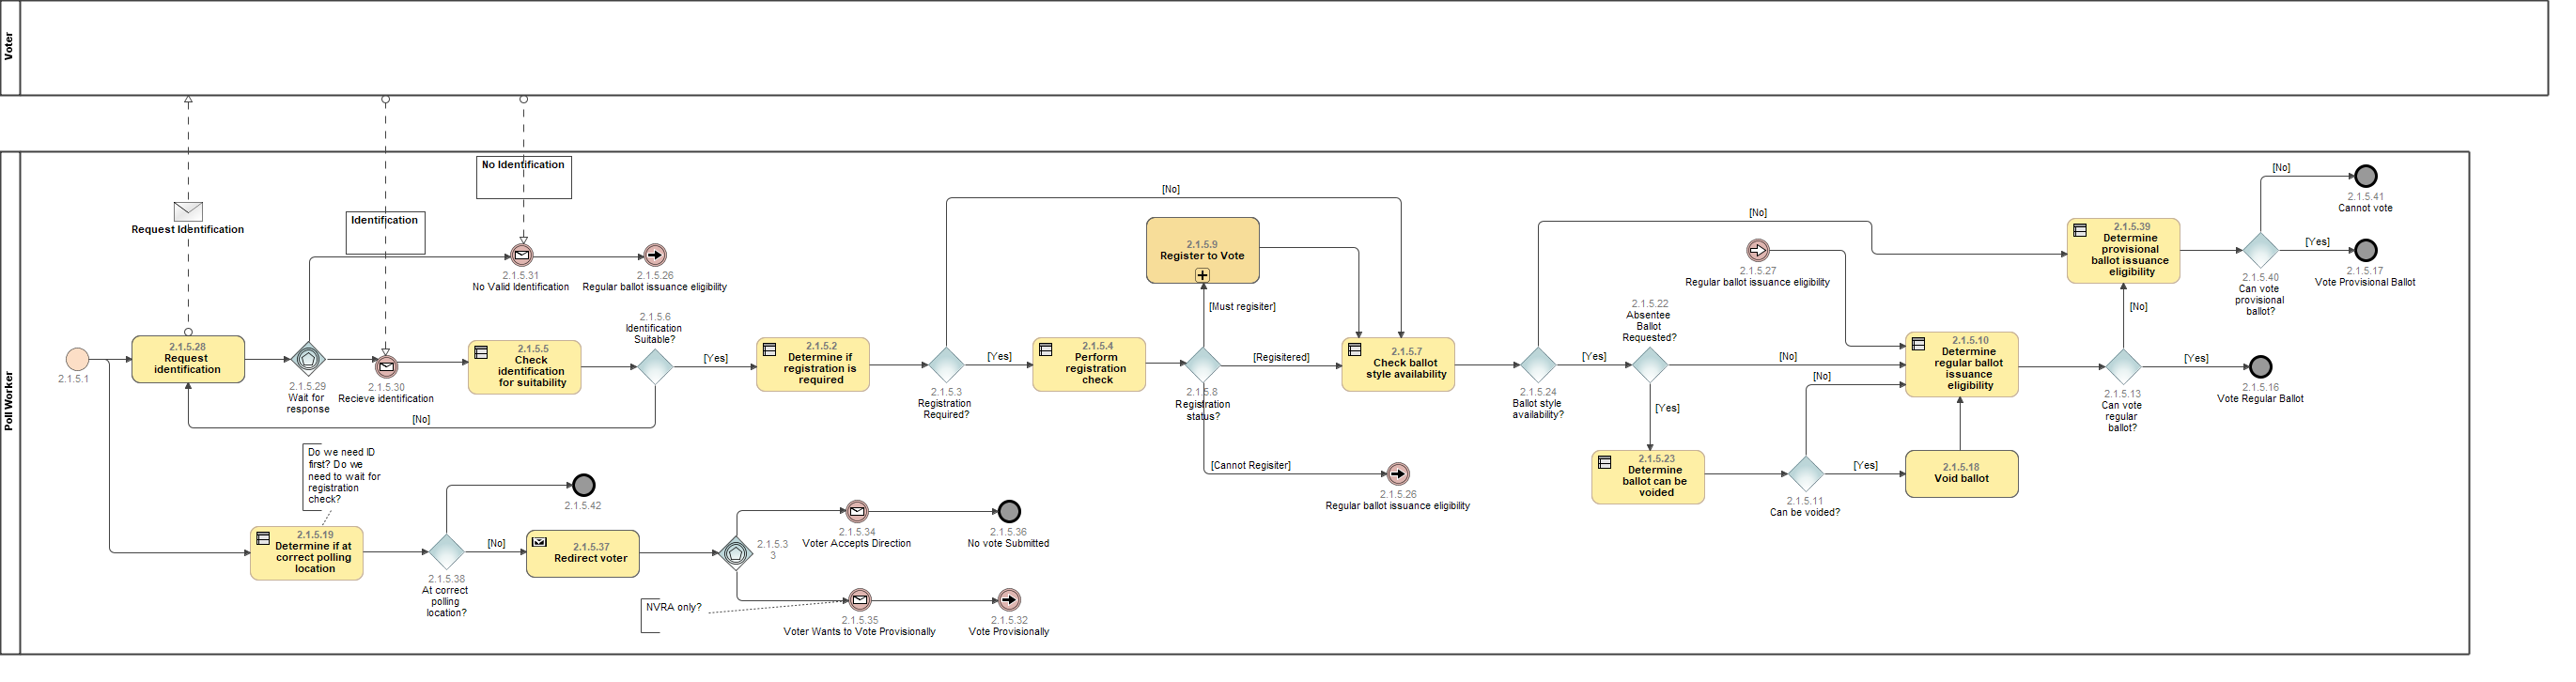 Voter
Poll Worker
Request Identification
Identification
No Identification
2.1.5.1
2.1.5.28
Request
identification
2.1.5.29
Wait for
response
2.1.5.30
Recieve identification
2.1.5.31
No Valid Identification
2.1.5.26
Regular ballot issuance eligibility
2.1.5.5
Check
identification
for suitability
2.1.5.6
Identification
Suitable?
[Yes]
[No]
2.1.5.2
Determine if
registration is
required
2.1.5.3
Registration
Required?
[No]
[Yes]
2.1.5.4
Perform
registration
check
2.1.5.8
Registration
status?
[Must regisiter]
[Regisitered]
[Cannot Regisiter]
2.1.5.9
Register to Vote
2.1.5.26
Regular ballot issuance eligibility
2.1.5.7
Check ballot
style availability
2.1.5.24
Ballot style
availability?
[No]
[Yes]
2.1.5.27
Regular ballot issuance eligibility
2.1.5.22
Absentee
Ballot
Requested?
[No]
[Yes]
2.1.5.23
Determine
ballot can be
voided
2.1.5.11
Can be voided?
[No]
[Yes]
2.1.5.18
Void ballot
2.1.5.10
Determine
regular ballot
issuance
eligibility
2.1.5.13
Can vote
regular
ballot?
[No]
[Yes]
2.1.5.16
Vote Regular Ballot
2.1.5.39
Determine
provisional
ballot issuance
eligibility
2.1.5.40
Can vote
provisional
ballot?
[No]
[Yes]
2.1.5.41
Cannot vote
2.1.5.17
Vote Provisional Ballot
Do we need ID
first? Do we
need to wait for
registration
check?
2.1.5.19
Determine if at
correct polling
location
2.1.5.38
At correct
polling
location?
2.1.5.42
[No]
2.1.5.37
Redirect voter
2.1.5.3
3
2.1.5.34
Voter Accepts Direction
2.1.5.36
No vote Submitted
NVRA only?
2.1.5.35
Voter Wants to Vote Provisionally
2.1.5.32
Vote Provisionally